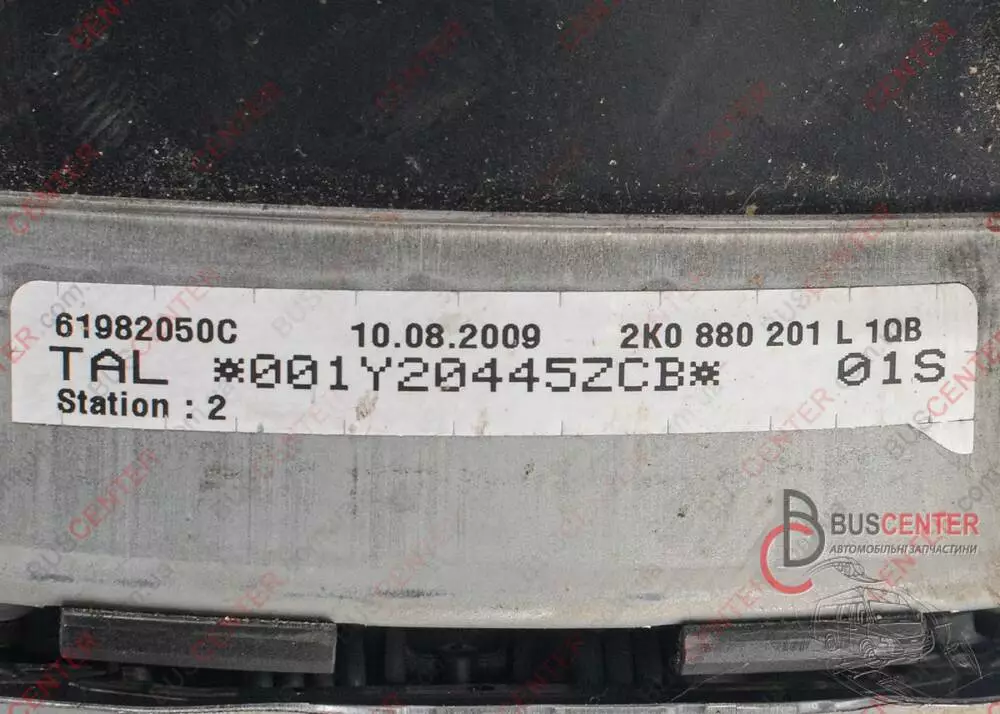 61982050C 10.08.2009 2K0 880 201 L 1QB
TAL *001Y20445ZCB* 01S
Station : 2
BUSCENTER
АВТОМОБІЛЬНІ ЗАПЧАСТИНИ